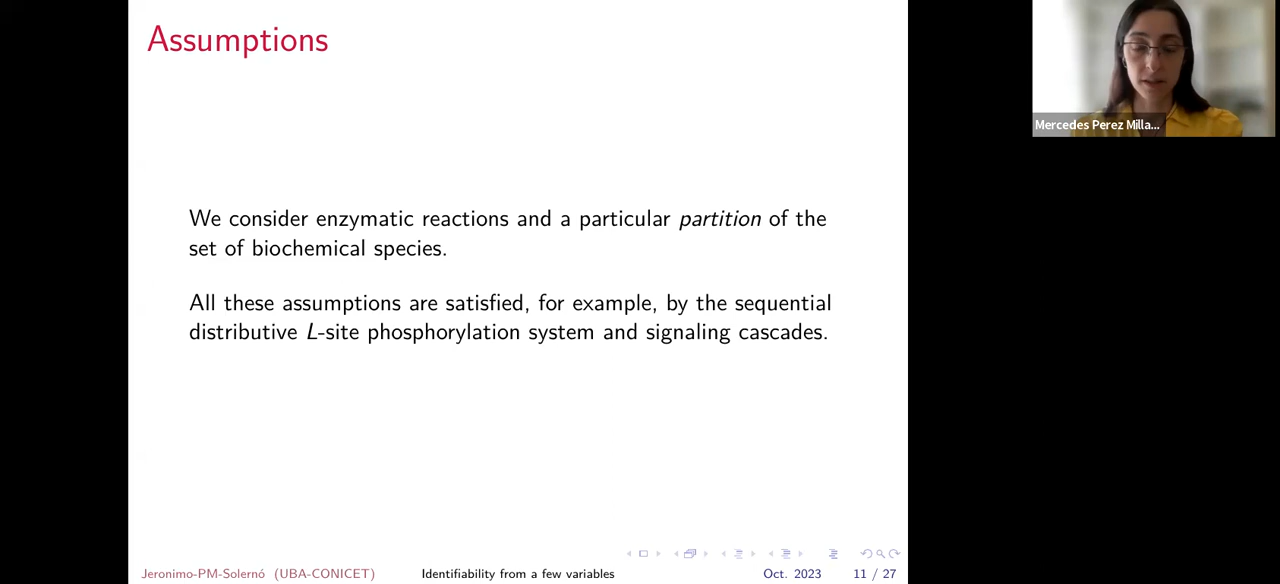 Assumptions
Mercedes Perez Milla...
We consider enzymatic reactions and a particular partition of the
set of biochemical species.
All these assumptions are satisfied, for example, by the sequential
distributive L-site phosphorylation system and signaling cascades.
Jeronimo-PM-Solernó (UBA-CONICET) Identifiability from a few variables Oct. 2023 11 / 27